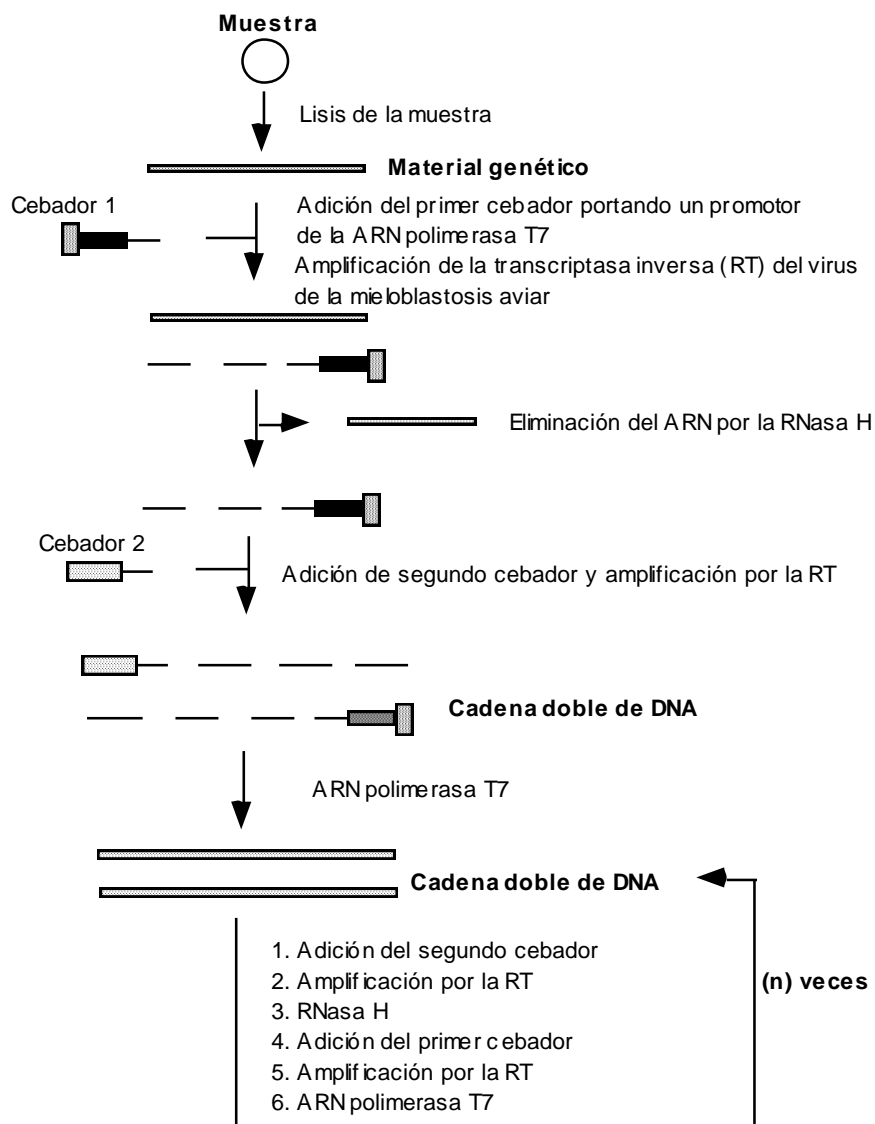 Muestra
Lisis de la muestra
Material genético
Cebador 1
Adición del primer cebador portando un promotor
de la ARN polimerasa T7
Amplificación de la transcriptasa inversa (RT) del virus
de la mieloblastosis aviar
Eliminación del ARN por la RNasa H
Cebador 2
Adición de segundo cebador y amplificación por la RT
Cadena doble de DNA
ARN polimerasa T7
Cadena doble de DNA
1. Adición del segundo cebador
2. Amplificación por la RT
(n) veces
3. RNasa H
4. Adición del primer cebador
5. Amplificación por la RT
6. ARN polimerasa T7